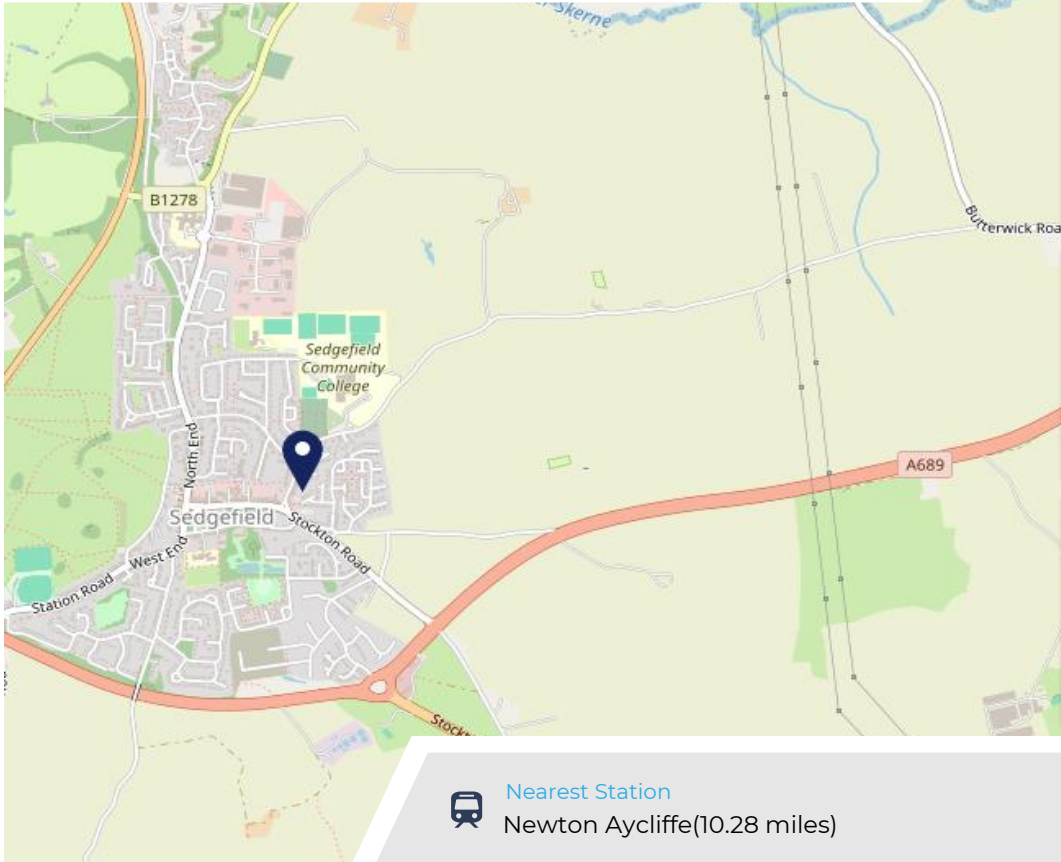 Skerne
B1278
Butterwick Roa
Sedgefield
Community
College
North End
A689
Sedgefield
Stockton Road
West End
Station Road
Stockt
Nearest Station
Newton Aycliffe(10.28 miles)